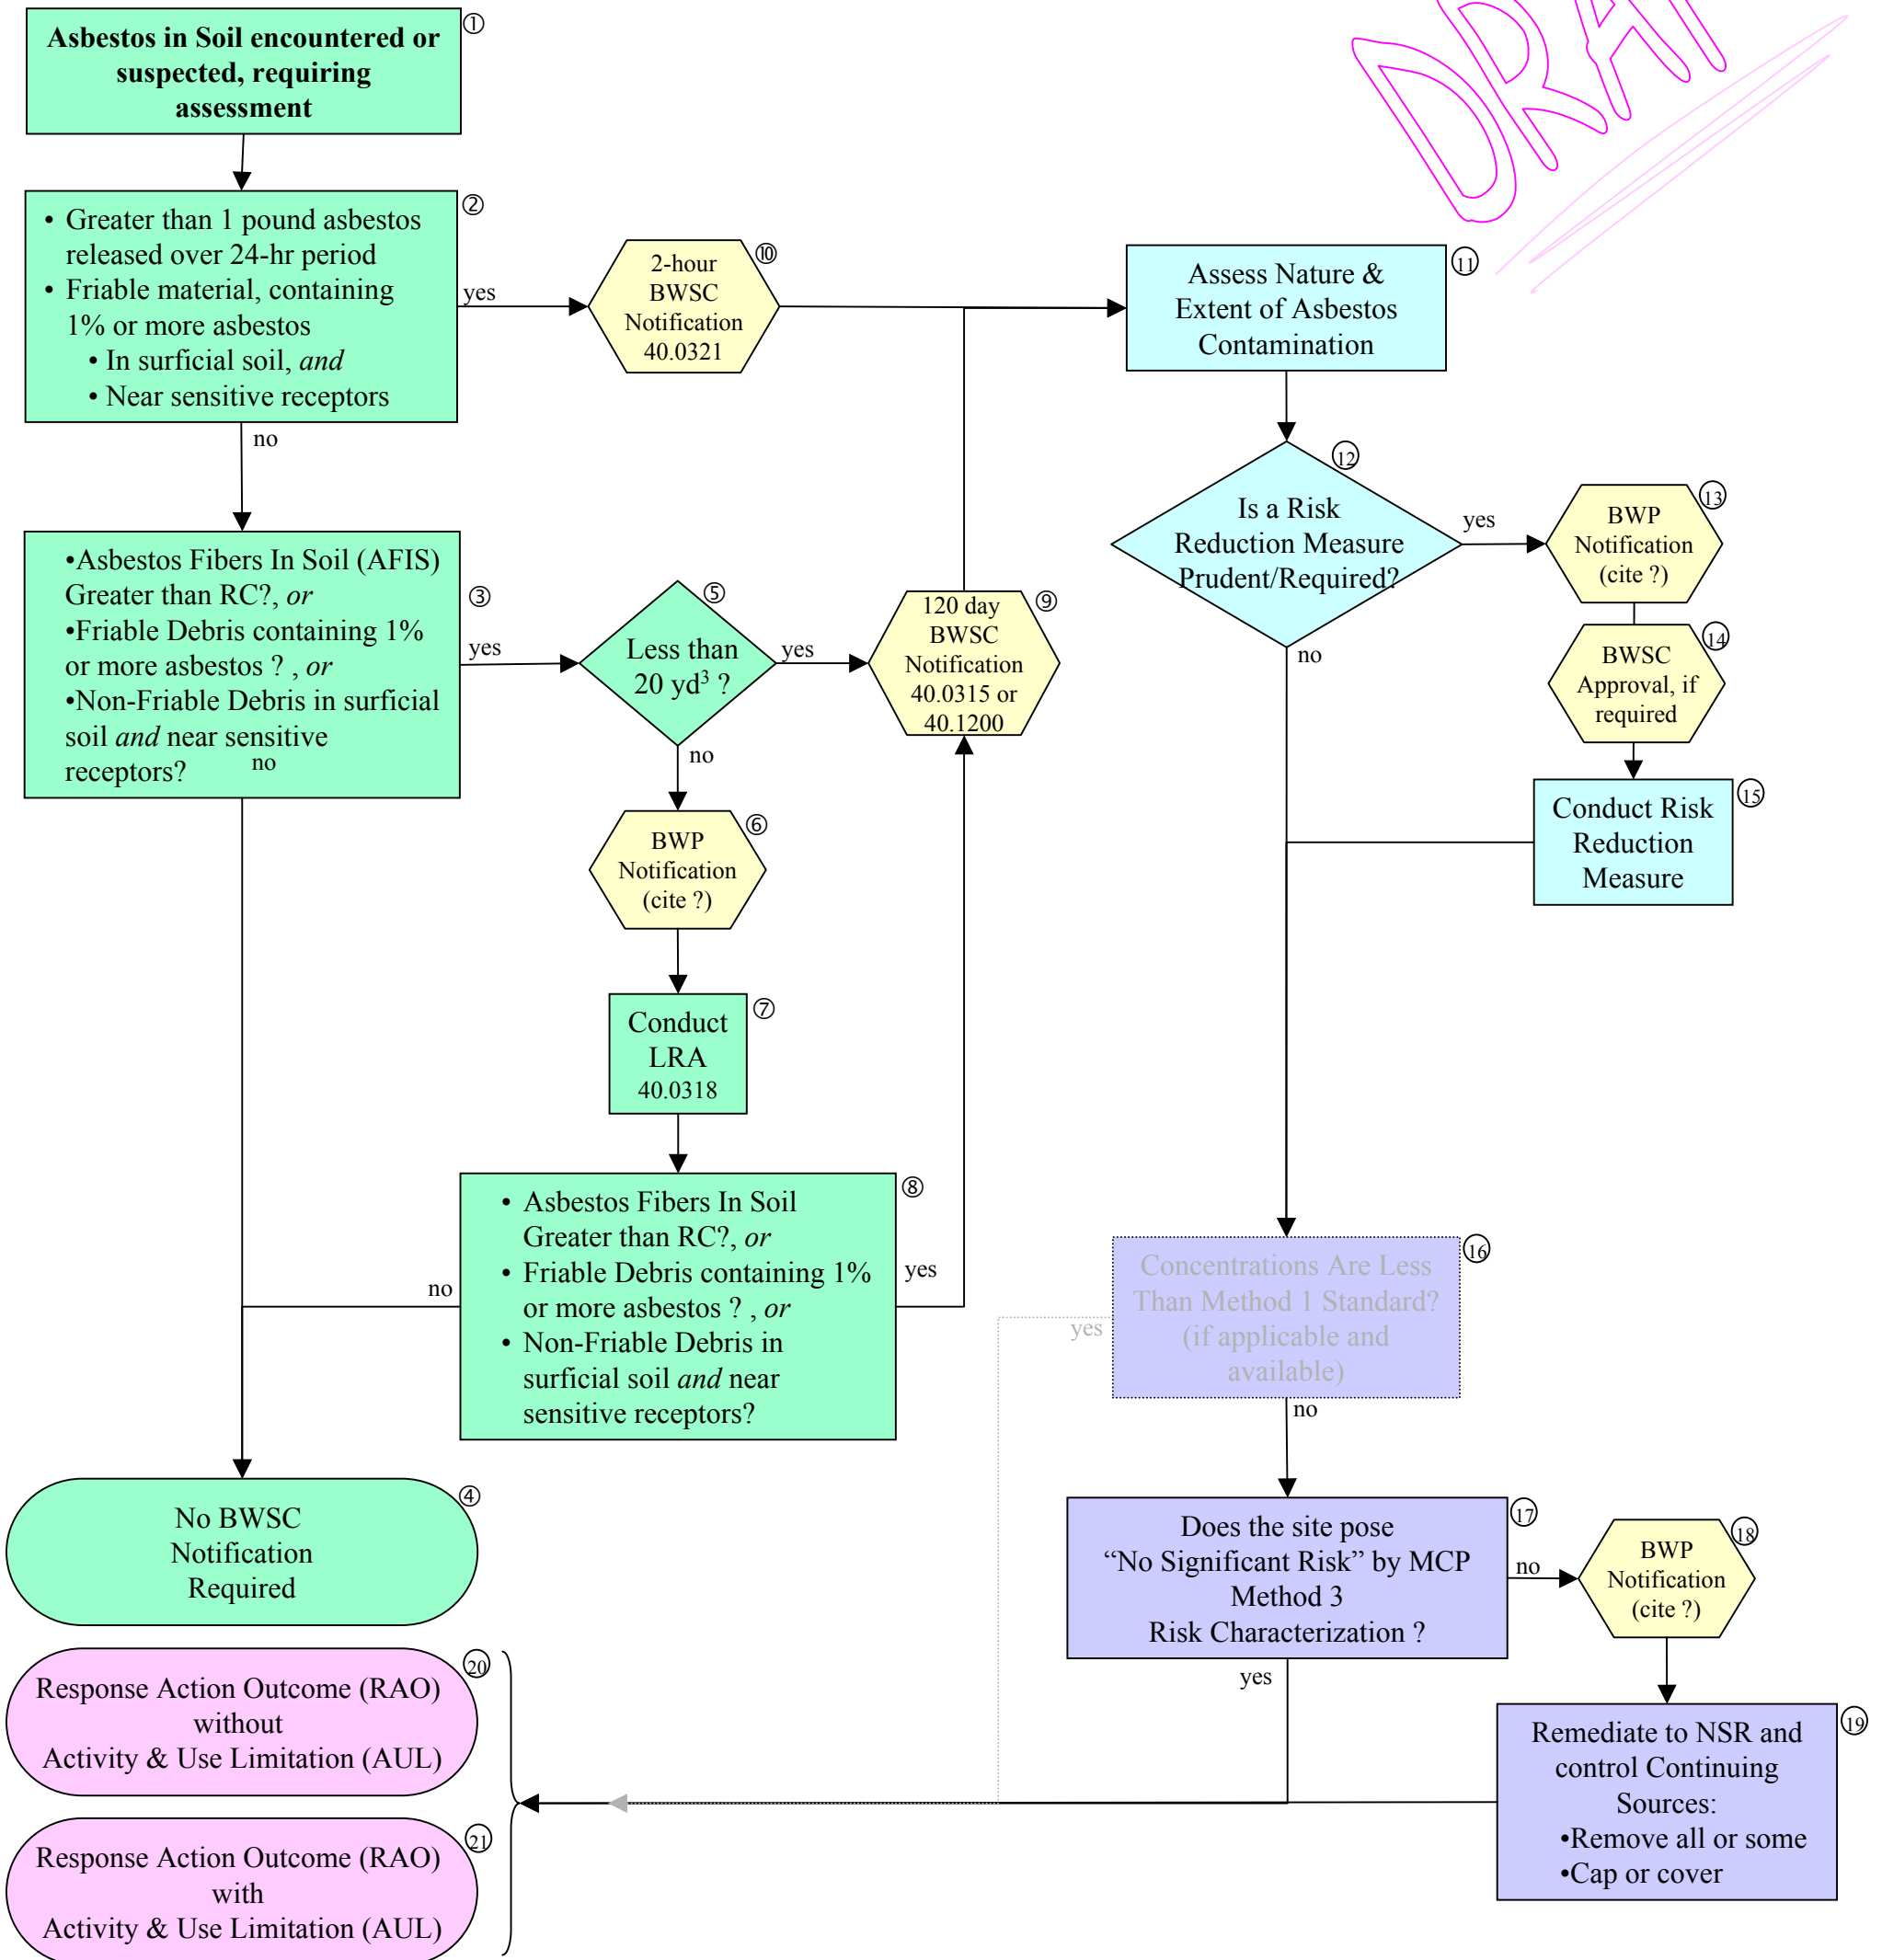 ①
Asbestos in Soil encountered or
suspected, requiring
assessment
②
• Greater than 1 pound asbestos
released over 24-hr period
• Friable material, containing
1% or more asbestos
• In surficial soil, and
• Near sensitive receptors
yes
no
⑩
2-hour
BWSC
Notification
40.0321
③
•Asbestos Fibers In Soil (AFIS)
Greater than RC?, or
•Friable Debris containing 1%
or more asbestos ? , or
•Non-Friable Debris in surficial
soil and near sensitive
receptors?
no
yes
⑤
Less than
20 yd³ ?
yes
no
⑨
120 day
BWSC
Notification
40.0315 or
40.1200
⑥
BWP
Notification
(cite ?)
⑦
Conduct
LRA
40.0318
⑧
• Asbestos Fibers In Soil
Greater than RC?, or
• Friable Debris containing 1%
or more asbestos ? , or
• Non-Friable Debris in
surficial soil and near
sensitive receptors?
yes
no
④
No BWSC
Notification
Required
⑪
Assess Nature &
Extent of Asbestos
Contamination
⑫
Is a Risk
Reduction Measure
Prudent/Required?
yes
no
⑬
BWP
Notification
(cite ?)
⑭
BWSC
Approval, if
required
⑮
Conduct Risk
Reduction
Measure
⑯
Concentrations Are Less
Than Method 1 Standard?
(if applicable and
available)
yes
no
⑰
Does the site pose
“No Significant Risk” by MCP
Method 3
Risk Characterization ?
no
yes
⑱
BWP
Notification
(cite ?)
⑲
Remediate to NSR and
control Continuing
Sources:
•Remove all or some
•Cap or cover
⑳
Response Action Outcome (RAO)
without
Activity & Use Limitation (AUL)
㉑
Response Action Outcome (RAO)
with
Activity & Use Limitation (AUL)